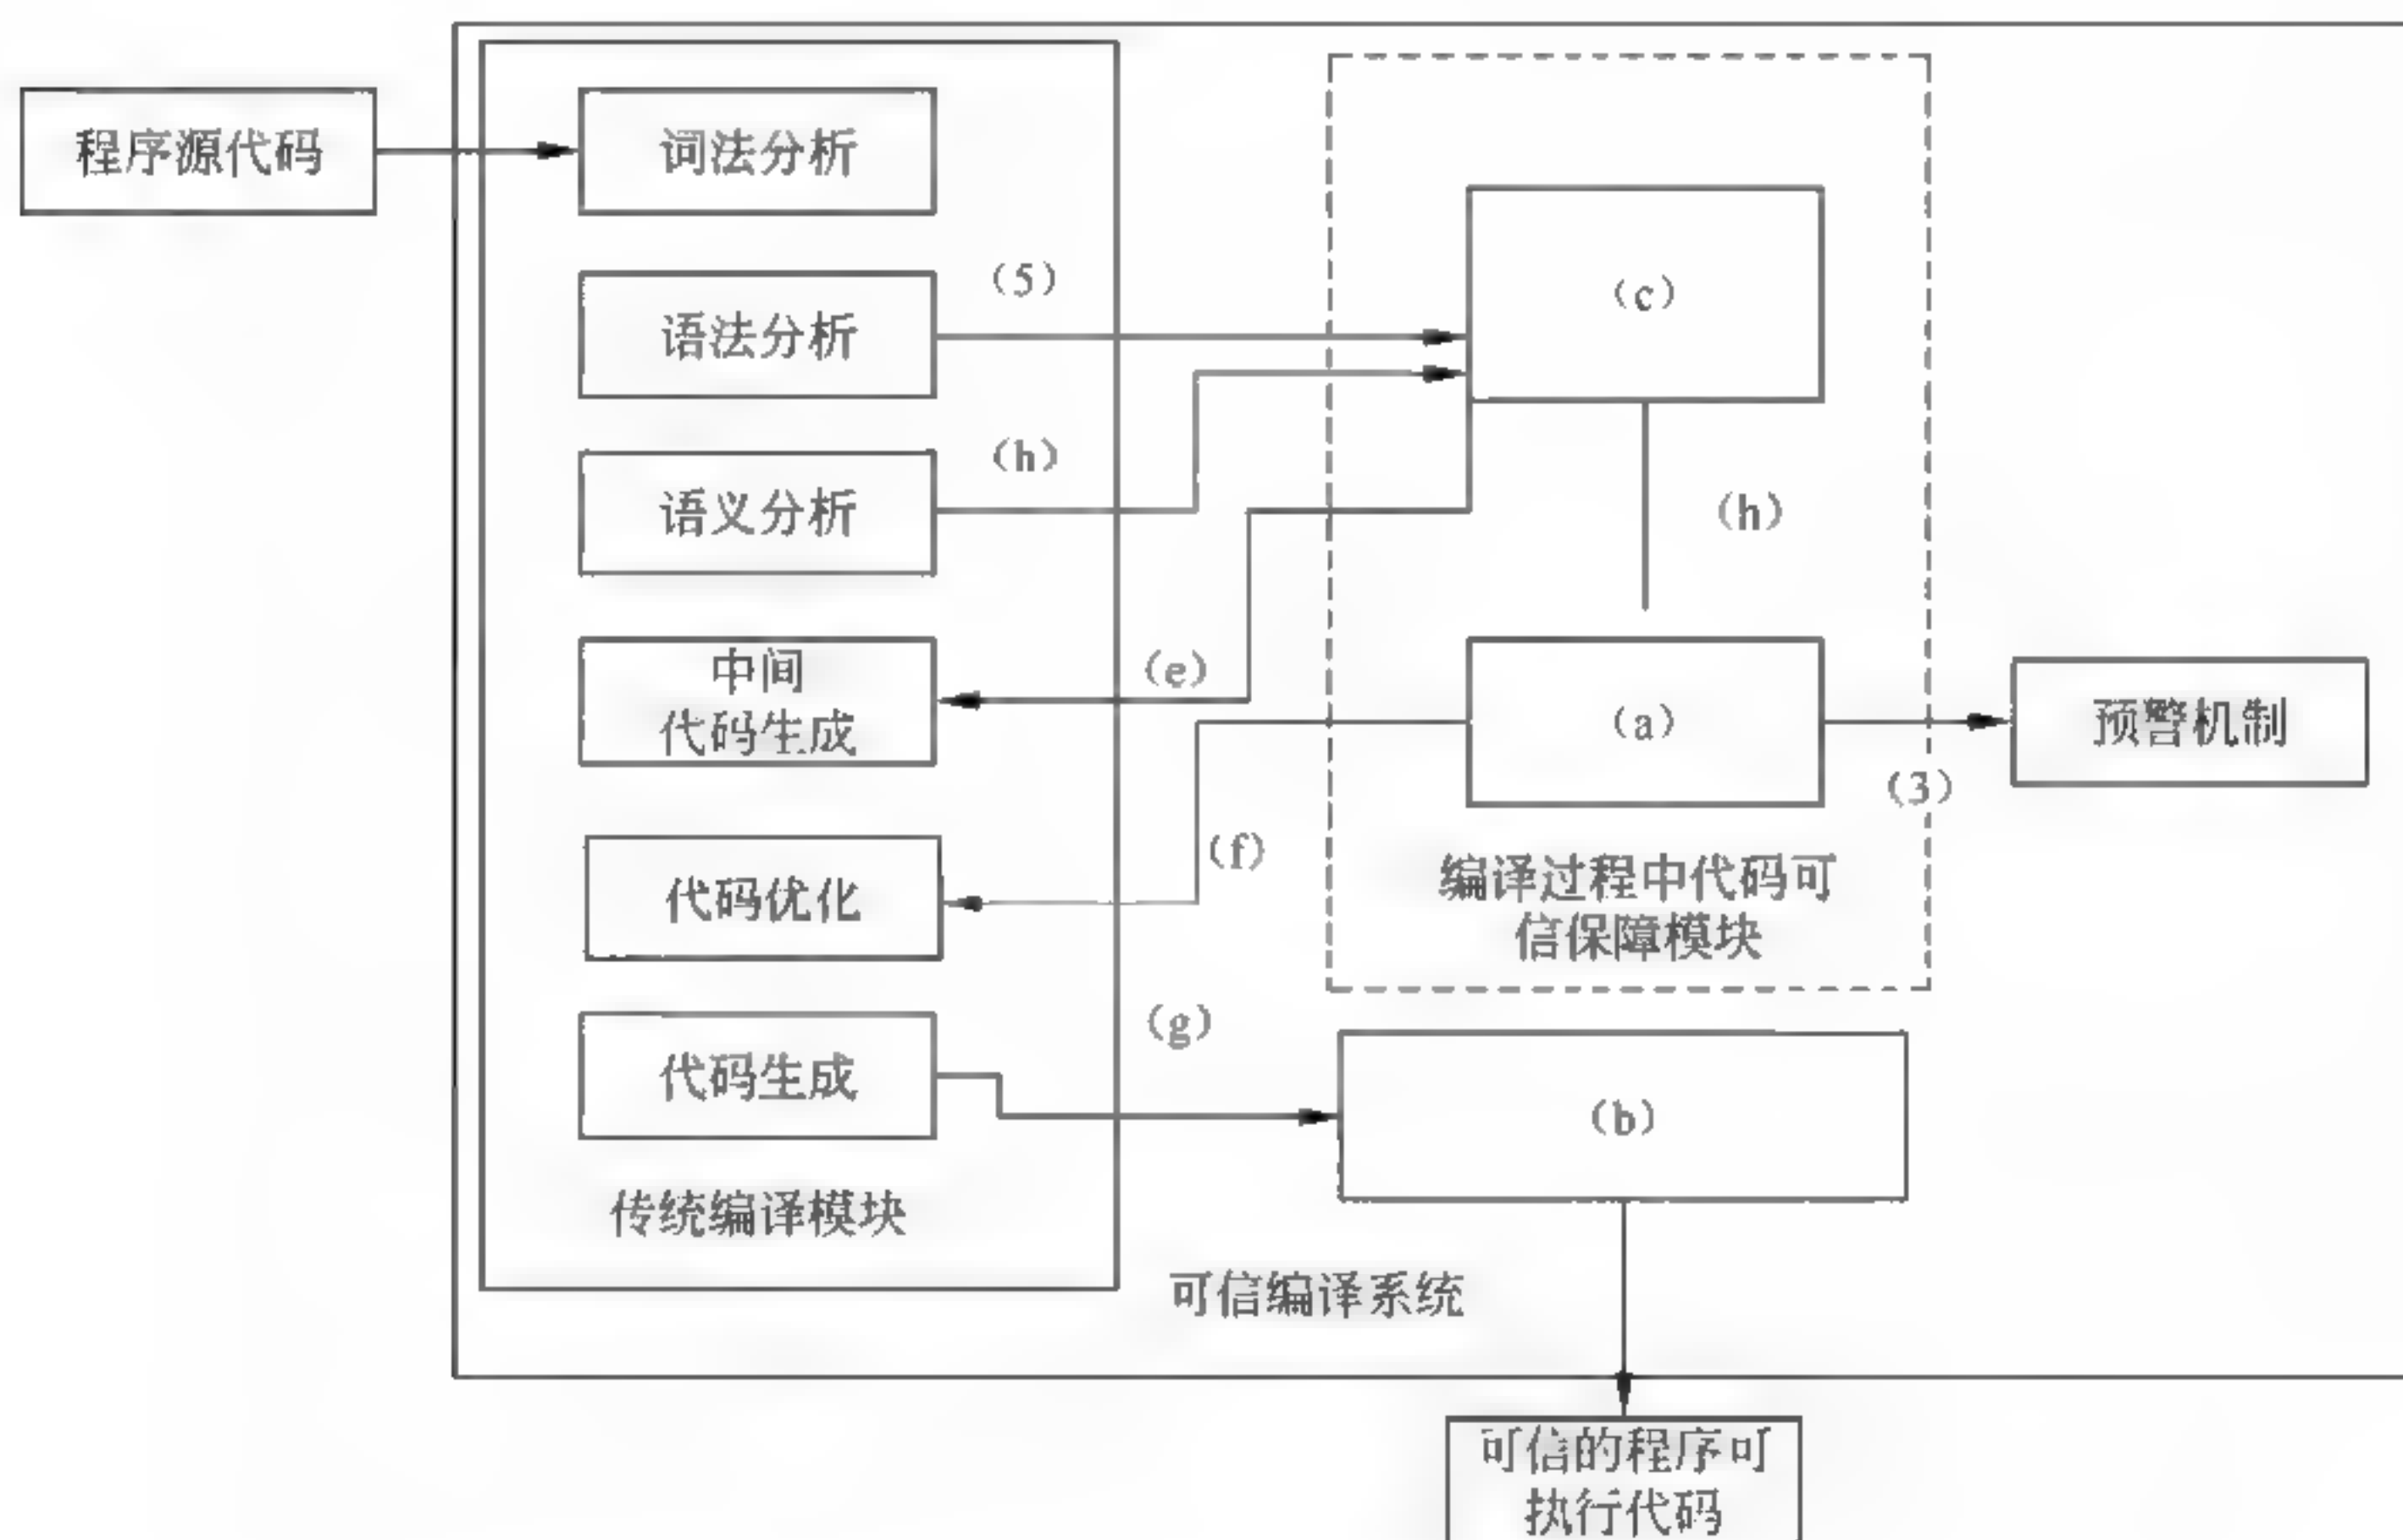 程序源代码
词法分析
(5)
(c)
语法分析
(h)
语义分析
(h)
中间
代码生成
(e)
(a)
预警机制
(3)
(f)
代码优化
编译过程中代码可
信保障模块
(g)
代码生成
(b)
传统编译模块
可信编译系统
可信的程序可
执行代码